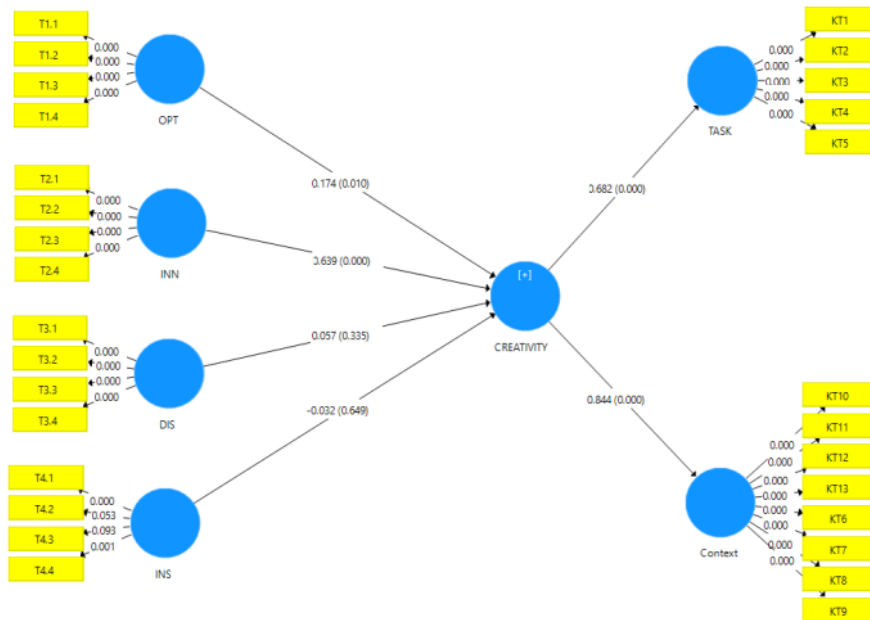 T1.1
T1.2
T1.3
T1.4
0.000
0.000
0.000
0.000
OPT
T2.1
T2.2
T2.3
T2.4
0.000
0.000
0.000
0.000
INN
T3.1
T3.2
T3.3
T3.4
0.000
0.000
0.000
0.000
DIS
T4.1
T4.2
T4.3
T4.4
0.000
0.053
0.093
0.001
INS
0.174 (0.010)
0.639 (0.000)
0.057 (0.335)
-0.032 (0.649)
[+]
CREATIVITY
0.682 (0.000)
0.844 (0.000)
TASK
0.000
0.000
0.000
0.000
0.000
KT1
KT2
KT3
KT4
KT5
Context
0.000
0.000
0.000
0.000
0.000
0.000
0.000
0.000
KT10
KT11
KT12
KT13
KT6
KT7
KT8
KT9